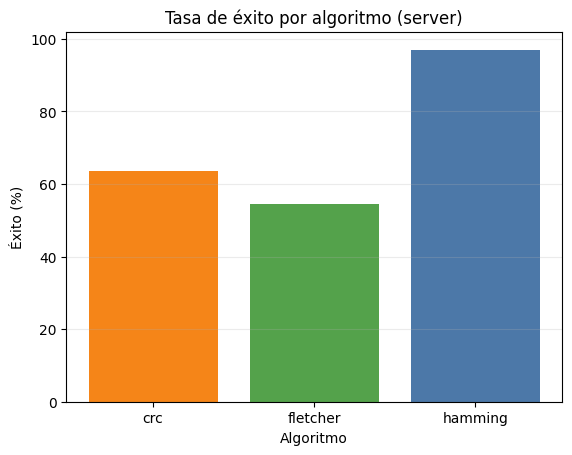 Tasa de éxito por algoritmo (server)
100
80
60
40
20
0
Éxito (%)
crc
fletcher
hamming
Algoritmo